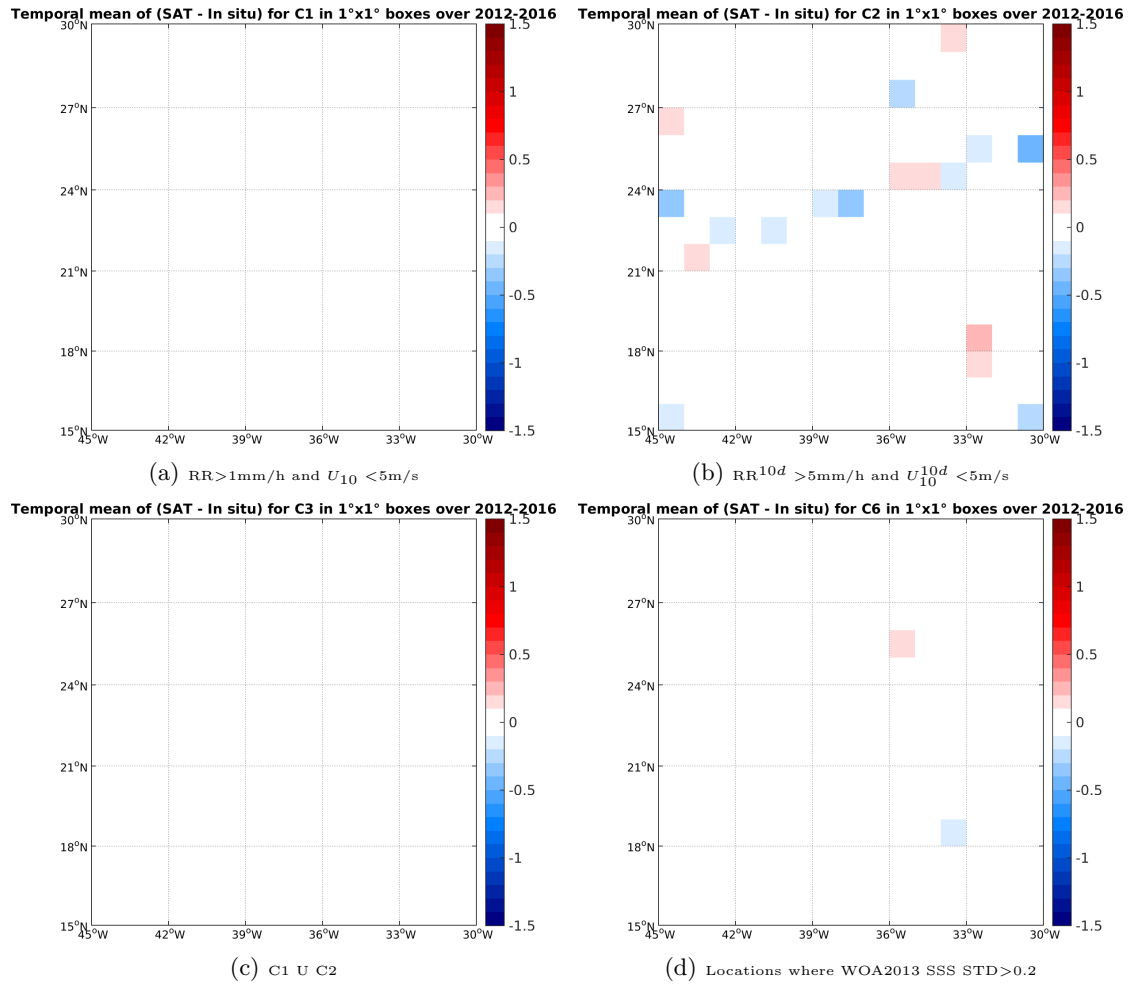 Temporal mean of (SAT - In situ) for C1 in 1°x1° boxes over 2012-2016
30°N
27°N
24°N
21°N
18°N
15°N
45°W 42°W 39°W 36°W 33°W 30°W
1.5
1
0.5
0
-0.5
-1
-1.5
(a) RR>1mm/h and U10 <5m/s
Temporal mean of (SAT - In situ) for C2 in 1°x1° boxes over 2012-2016
30°N
27°N
24°N
21°N
18°N
15°N
45°W 42°W 39°W 36°W 33°W 30°W
1.5
1
0.5
0
-0.5
-1
-1.5
(b) RR^10d >5mm/h and U10^10d <5m/s
Temporal mean of (SAT - In situ) for C3 in 1°x1° boxes over 2012-2016
30°N
27°N
24°N
21°N
18°N
15°N
45°W 42°W 39°W 36°W 33°W 30°W
1.5
1
0.5
0
-0.5
-1
-1.5
(c) C1 U C2
Temporal mean of (SAT - In situ) for C6 in 1°x1° boxes over 2012-2016
30°N
27°N
24°N
21°N
18°N
15°N
45°W 42°W 39°W 36°W 33°W 30°W
1.5
1
0.5
0
-0.5
-1
-1.5
(d) Locations where WOA2013 SSS STD>0.2